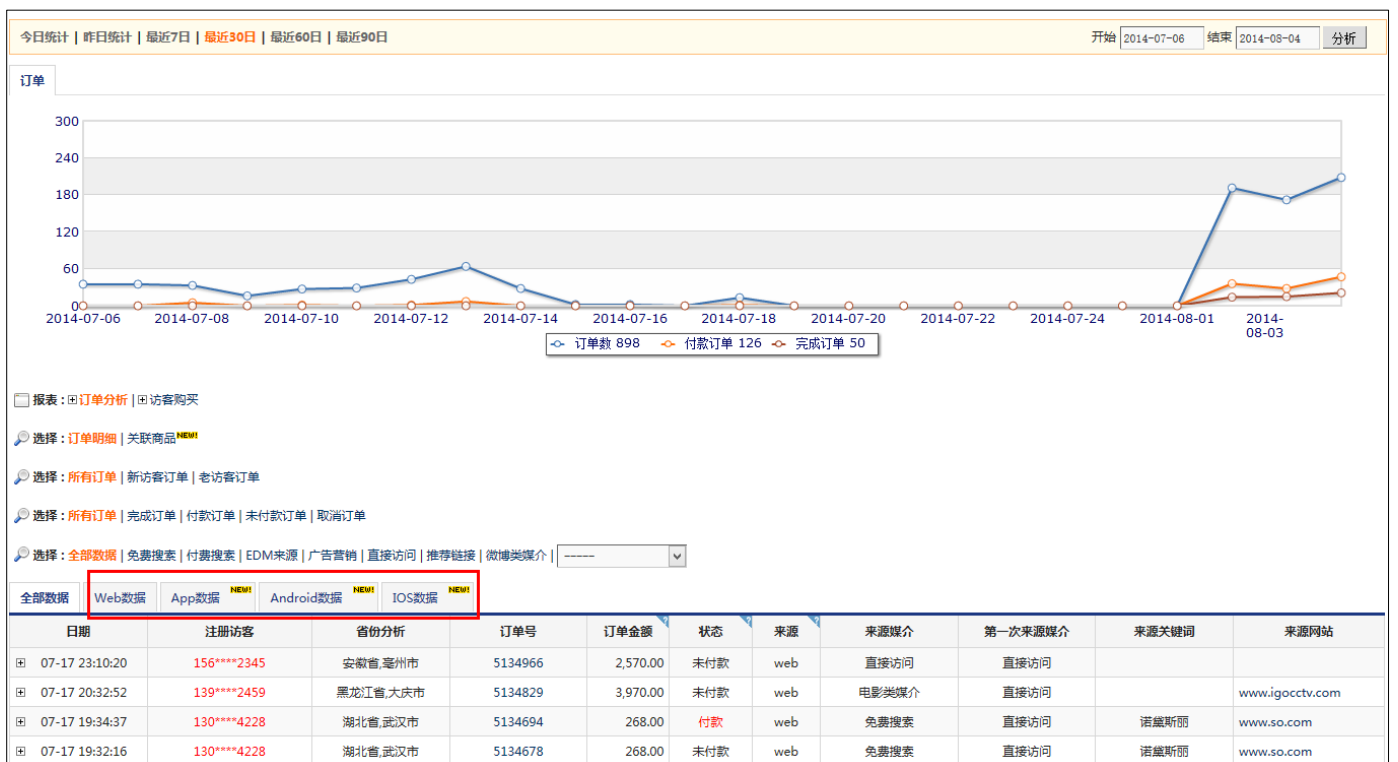 今日统计 | 昨日统计 | 最近7日 | 最近30日 | 最近60日 | 最近90日 开始 2014-07-06 结束 2014-08-04 分析
订单
300
240
180
120
60
0
2014-07-06 2014-07-08 2014-07-10 2014-07-12 2014-07-14 2014-07-16 2014-07-18 2014-07-20 2014-07-22 2014-07-24 2014-08-01 2014-
08-03
订单数 898 付款订单 126 完成订单 50
报表 : 订单分析 | 访客购买
选择 : 订单明细 | 关联商品 NEW!
选择 : 所有订单 | 新访客订单 | 老访客订单
选择 : 所有订单 | 完成订单 | 付款订单 | 未付款订单 | 取消订单
选择 : 全部数据 | 免费搜索 | 付费搜索 | EDM来源 | 广告营销 | 直接访问 | 推荐链接 | 微博类媒介 | -----
全部数据 Web数据 App数据 NEW! Android数据 NEW! IOS数据 NEW!
日期 注册访客 省份分析 订单号 订单金额 ? 状态 ? 来源 ? 来源媒介 第一次来源媒介 来源关键词 来源网站
07-17 23:10:20 156****2345 安徽省,亳州市 5134966 2,570.00 未付款 web 直接访问 直接访问
07-17 20:32:52 139****2459 黑龙江省,大庆市 5134829 3,970.00 未付款 web 电影类媒介 直接访问 www.igocctv.com
07-17 19:34:37 130****4228 湖北省,武汉市 5134694 268.00 付款 web 免费搜索 直接访问 诺黛斯丽 www.so.com
07-17 19:32:16 130****4228 湖北省,武汉市 5134678 268.00 未付款 web 免费搜索 直接访问 诺黛斯丽 www.so.com